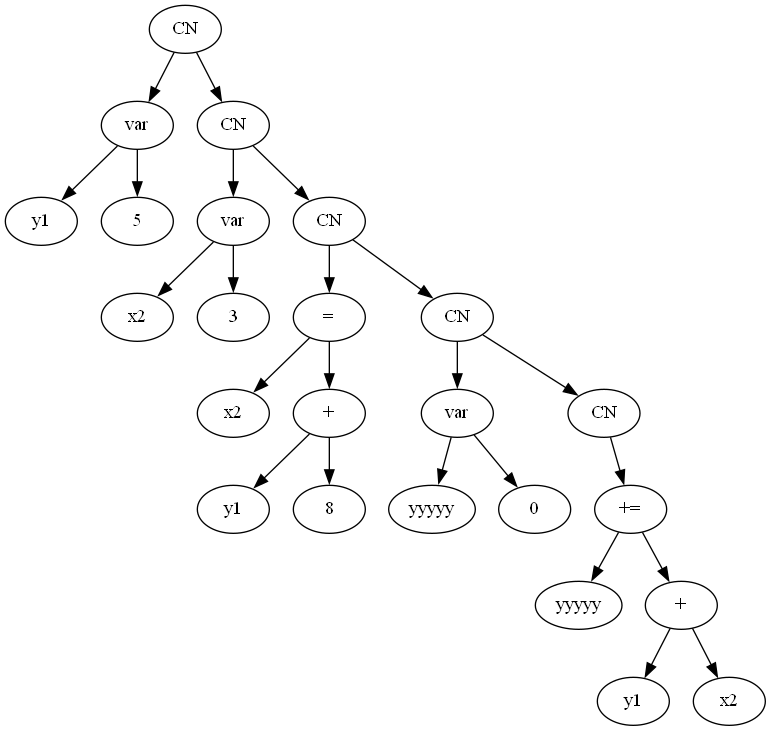 CN
var CN
y1 5 var CN
x2 3 = CN
x2 + var CN
y1 8 yyyyy 0 +=
yyyyy +
y1 x2